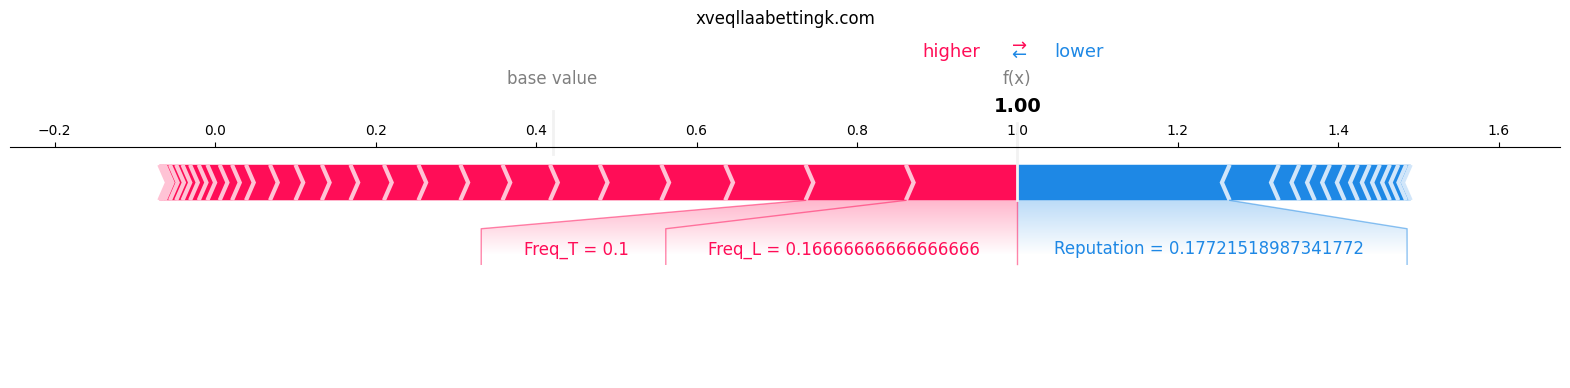 xveqllaabettingk.com
higher ⇄ lower
base value f(x)
1.00
−0.2 0.0 0.2 0.4 0.6 0.8 1.0 1.2 1.4 1.6
Freq_T = 0.1 Freq_L = 0.16666666666666666 Reputation = 0.17721518987341772